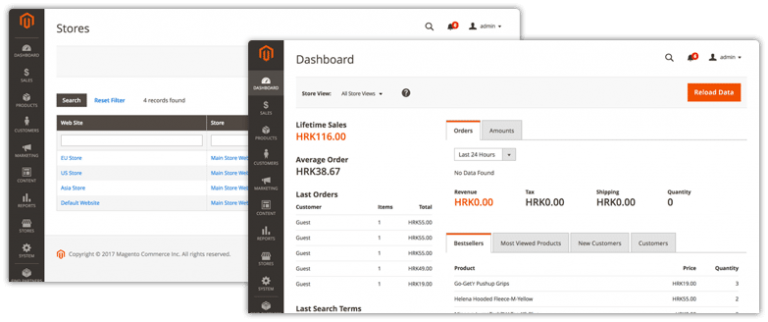 Stores
admin
DASHBOARD
SALES
PRODUCTS
CUSTOMERS
MARKETING
CONTENT
REPORTS
STORES
SYSTEM
Search Reset Filter 4 records found
Web Site Store
EU Store Main Store Web
US Store Main Store Web
Asia Store Main Store Web
Default Website Main Store Web
Copyright © 2017 Magento Commerce Inc. All rights reserved.
Dashboard
admin
DASHBOARD
SALES
PRODUCTS
CUSTOMERS
MARKETING
CONTENT
REPORTS
STORES
SYSTEM
Store View: All Store Views ? Reload Data
Lifetime Sales
HRK116.00
Average Order
HRK38.67
Last Orders
Customer Items Total
Guest 1 HRK55.00
Guest 1 HRK55.00
Guest 1 HRK55.00
Guest 1 HRK49.00
Guest 1 HRK19.00
Last Search Terms
Orders Amounts
Last 24 Hours
No Data Found
Revenue Tax Shipping Quantity
HRK0.00 HRK0.00 HRK0.00 0
Bestsellers Most Viewed Products New Customers Customers
Product Price Quantity
Go-Get'r Pushup Grips HRK19.00 3
Helena Hooded Fleece-M-Yellow HRK55.00 2